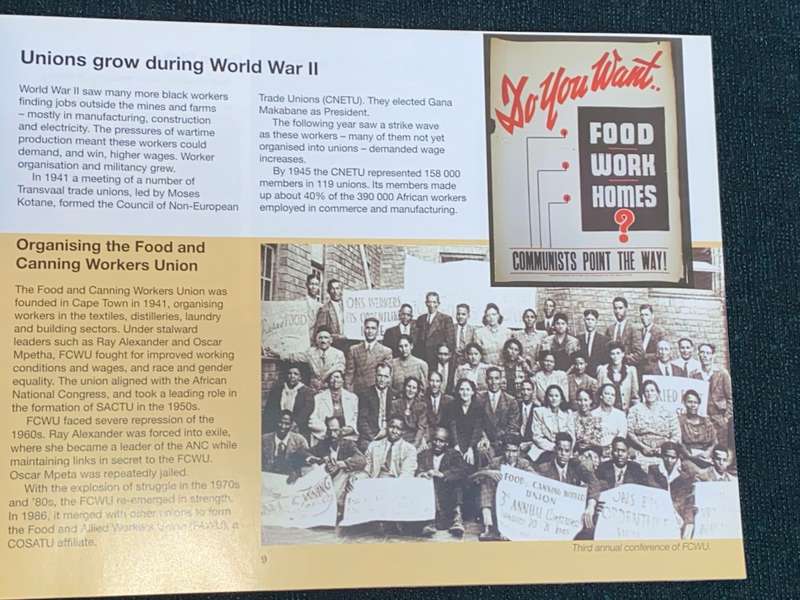 Unions grow during World War II
World War II saw many more black workers
finding jobs outside the mines and farms
– mostly in manufacturing, construction
and electricity. The pressures of wartime
production meant these workers could
demand, and win, higher wages. Worker
organisation and militancy grew.
In 1941 a meeting of a number of
Transvaal trade unions, led by Moses
Kotane, formed the Council of Non-European
Trade Unions (CNETU). They elected Gana
Makabane as President.
The following year saw a strike wave
as these workers – many of them not yet
organised into unions – demanded wage
increases.
By 1945 the CNETU represented 158 000
members in 119 unions. Its members made
up about 40% of the 390 000 African workers
employed in commerce and manufacturing.
Do You Want..
FOOD
WORK
HOMES
?
COMMUNISTS POINT THE WAY!
Organising the Food and
Canning Workers Union
The Food and Canning Workers Union was
founded in Cape Town in 1941, organising
workers in the textiles, distilleries, laundry
and building sectors. Under stalward
leaders such as Ray Alexander and Oscar
Mpetha, FCWU fought for improved working
conditions and wages, and race and gender
equality. The union aligned with the African
National Congress, and took a leading role in
the formation of SACTU in the 1950s.
FCWU faced severe repression of the
1960s. Ray Alexander was forced into exile,
where she became a leader of the ANC while
maintaining links in secret to the FCWU.
Oscar Mpeta was repeatedly jailed.
With the explosion of struggle in the 1970s
and '80s, the FCWU re-emerged in strength.
In 1986, it merged with other unions to form
the Food and Allied Workers Union (FAWU), a
COSATU affiliate.
ONS WERKERS
FOOD
CANNING
FOOD & CANNING WORKERS
UNION
3rd ANNUAL Conference
ONS
9
Third annual conference of FCWU.